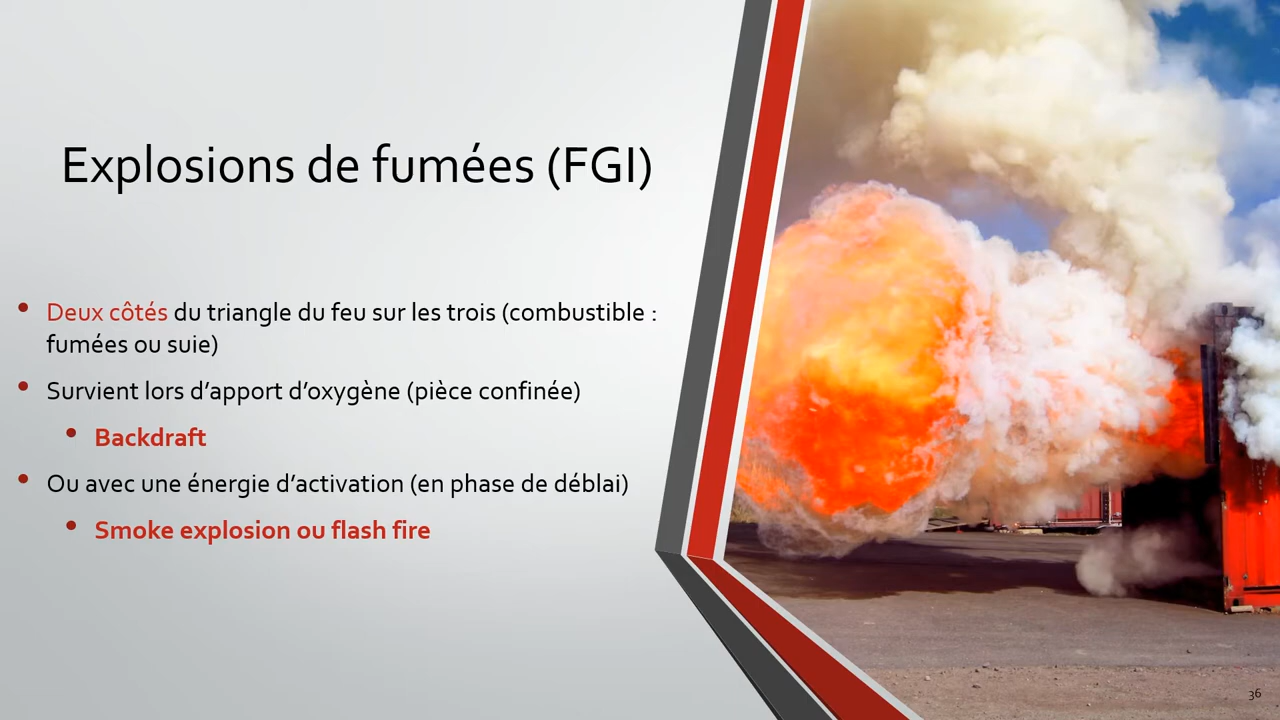 Explosions de fumées (FGI)
• Deux côtés du triangle du feu sur les trois (combustible :
fumées ou suie)
• Survient lors d’apport d’oxygène (pièce confinée)
• Backdraft
• Ou avec une énergie d’activation (en phase de déblai)
• Smoke explosion ou flash fire
36